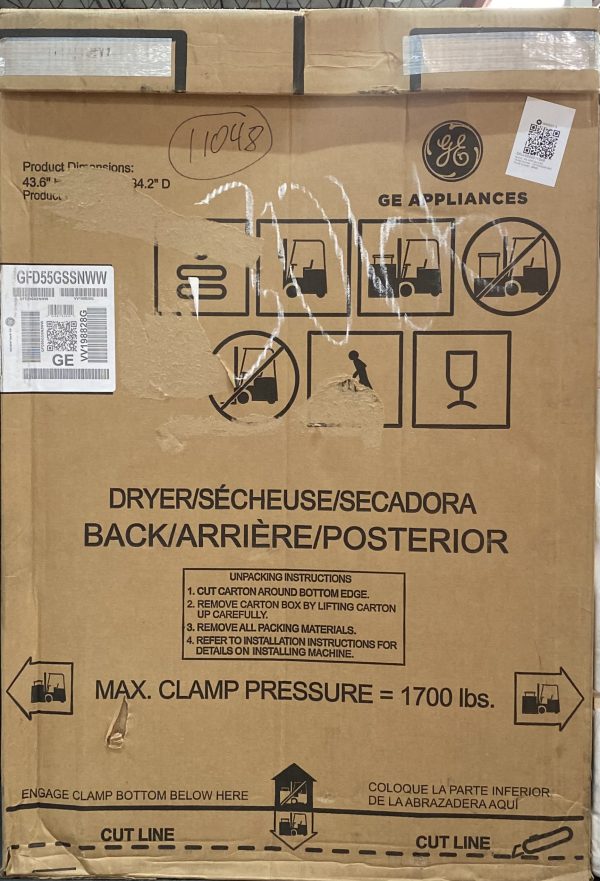 11048
Product Dimensions:
43.6" 34.2" D
GE
GE APPLIANCES
GFD55GSSNWW
GE
VV198828G
DRYER/SÉCHEUSE/SECADORA
BACK/ARRIÈRE/POSTERIOR
UNPACKING INSTRUCTIONS
1. CUT CARTON AROUND BOTTOM EDGE.
2. REMOVE CARTON BOX BY LIFTING CARTON
UP CAREFULLY.
3. REMOVE ALL PACKING MATERIALS.
4. REFER TO INSTALLATION INSTRUCTIONS FOR
DETAILS ON INSTALLING MACHINE.
MAX. CLAMP PRESSURE = 1700 lbs.
ENGAGE CLAMP BOTTOM BELOW HERE
COLOQUE LA PARTE INFERIOR
DE LA ABRAZADERA AQUÍ
CUT LINE
CUT LINE